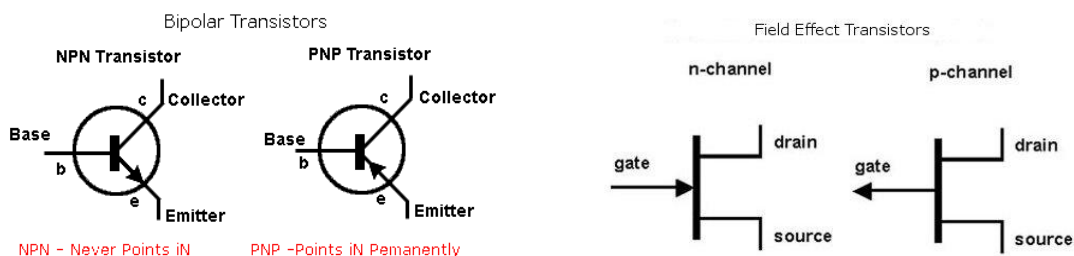 Bipolar Transistors
NPN Transistor
c
Collector
Base
b
e
Emitter
NPN - Never Points iN
PNP Transistor
c
Collector
Base
b
e
Emitter
PNP -Points iN Pemanently
Field Effect Transistors
n-channel
drain
gate
source
p-channel
drain
gate
source